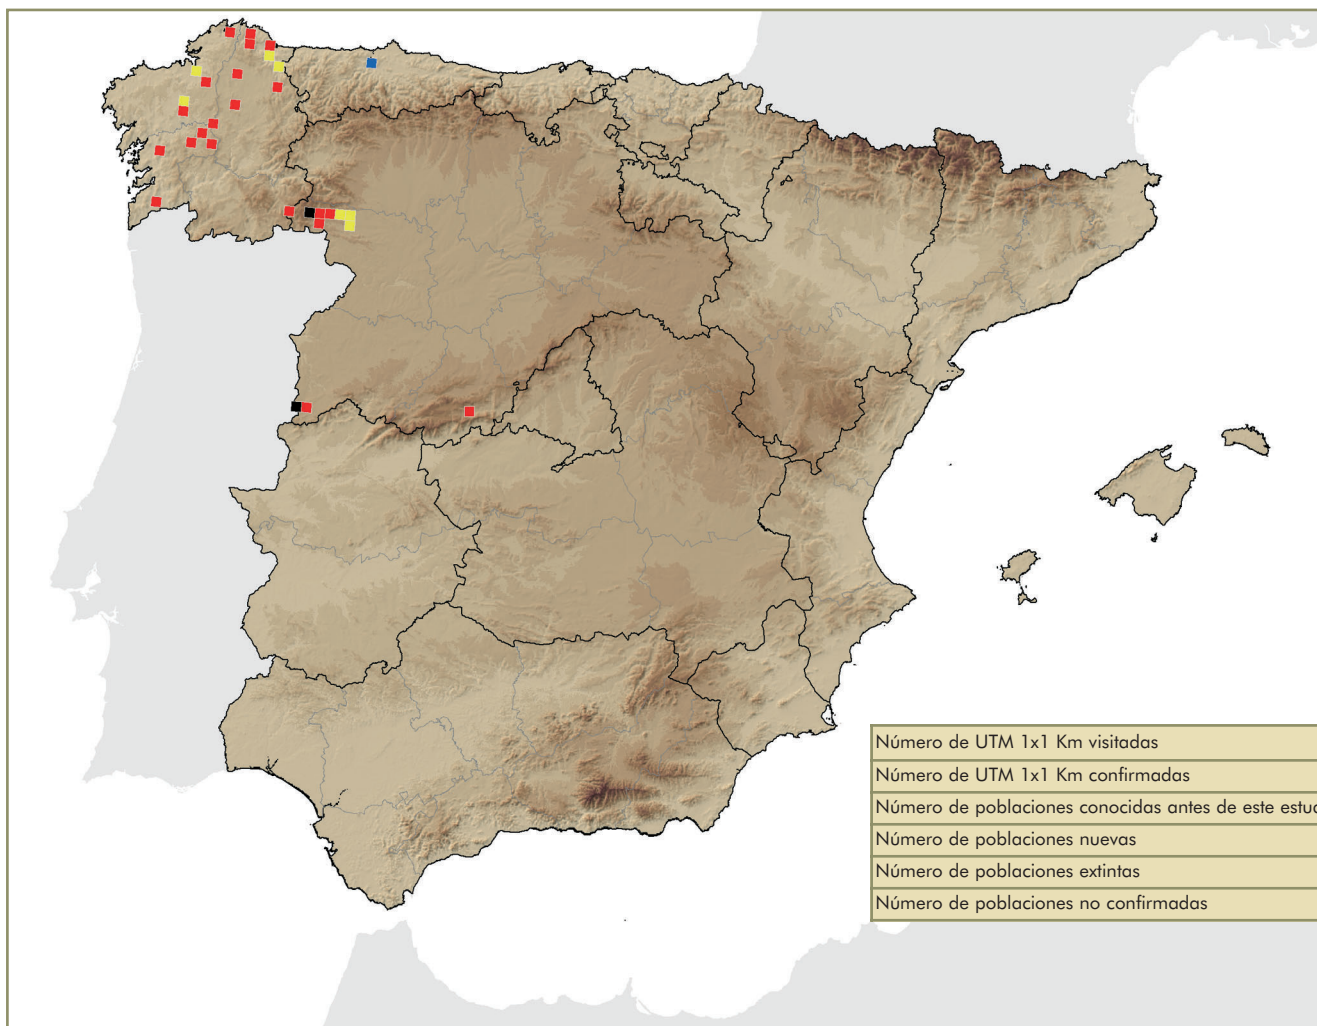 Número de UTM 1x1 Km visitadas
Número de UTM 1x1 Km confirmadas
Número de poblaciones conocidas antes de este
Número de poblaciones nuevas
Número de poblaciones extintas
Número de poblaciones no confirmadas